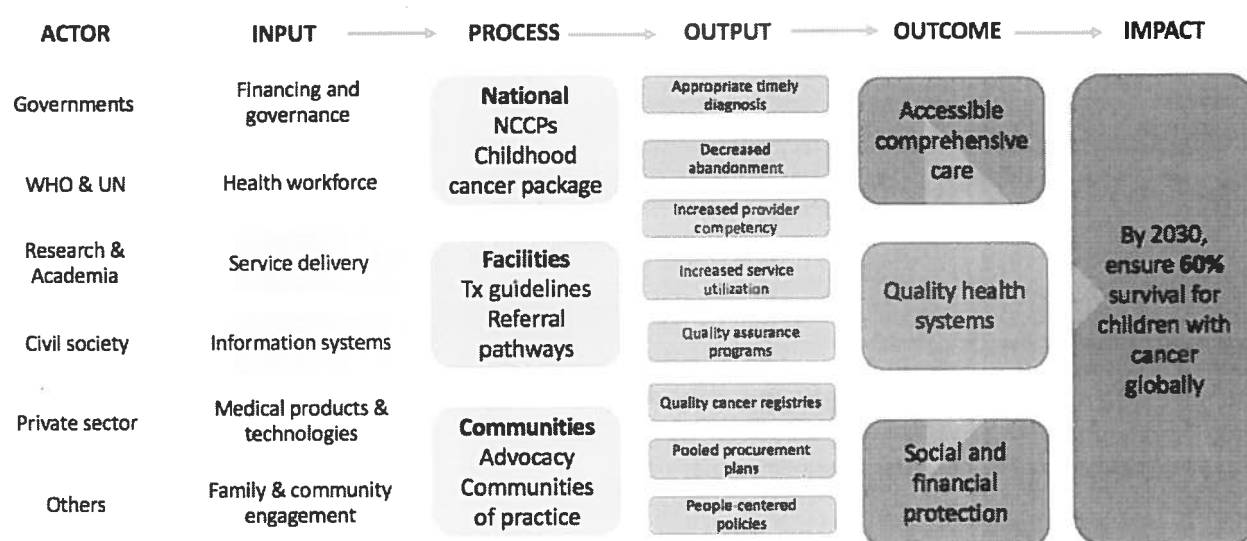 ACTOR
INPUT
PROCESS
OUTPUT
OUTCOME
IMPACT
Governments
WHO & UN
Research &
Academia
Civil society
Private sector
Others
Financing and
governance
Health workforce
Service delivery
Information systems
Medical products &
technologies
Family & community
engagement
National
NCCPs
Childhood
cancer package
Facilities
Tx guidelines
Referral
pathways
Communities
Advocacy
Communities
of practice
Appropriate timely
diagnosis
Decreased
abandonment
Increased provider
competency
Increased service
utilization
Quality assurance
programs
Quality cancer registries
Pooled procurement
plans
People-centered
policies
Accessible
comprehensive
care
Quality health
systems
Social and
financial
protection
By 2030,
ensure 60%
survival for
children with
cancer
globally